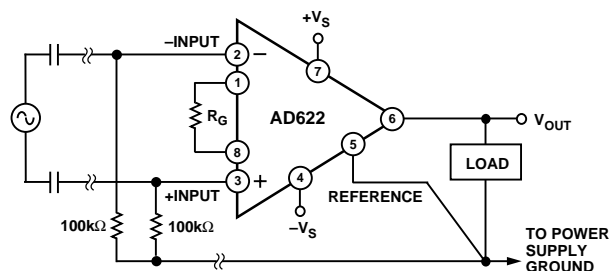 –INPUT
+VS
2
–
7
1
RG
AD622
6
VOUT
8
5
LOAD
3
+
4
+INPUT
REFERENCE
–VS
100kΩ
100kΩ
TO POWER
SUPPLY
GROUND